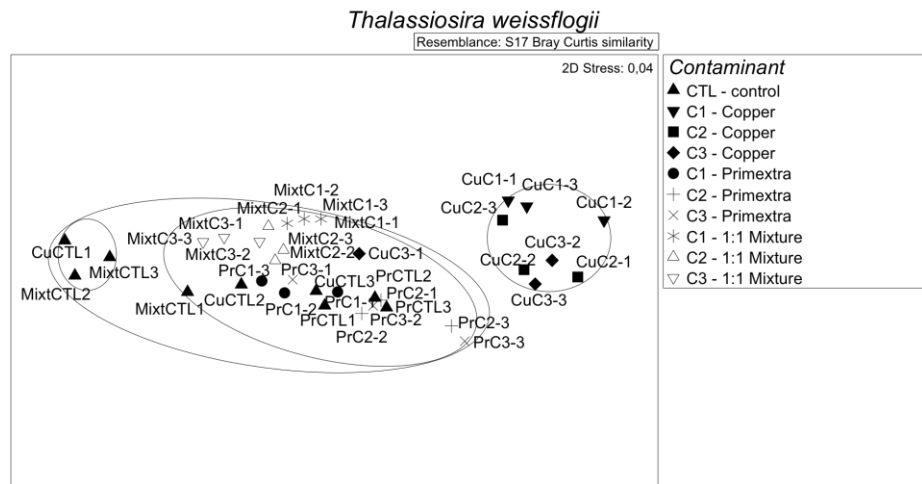 Thalassiosira weissflogii
Resemblance: S17 Bray Curtis similarity
2D Stress: 0,04
Contaminant
CTL - control
C1 - Copper
C2 - Copper
C3 - Copper
C1 - Primextra
C2 - Primextra
C3 - Primextra
C1 - 1:1 Mixture
C2 - 1:1 Mixture
C3 - 1:1 Mixture
CuC1-1
CuC1-3
CuC1-2
CuC2-3
CuC3-2
CuC2-2
CuC2-1
CuC3-3
MixtC1-2
MixtC2-1
MixtC1-3
MixtC1-1
MixtC3-1
MixtC3-3
MixtC3-2
MixtC2-3
MixtC2-2
CuC3-1
CuCTL1
MixtCTL3
MixtCTL2
MixtCTL1
PrC1-3
PrC3-1
CuCTL3
PrCTL2
CuCTL2
PrC1-2
PrC1-
PrC2-1
PrCTL3
PrCTL1
PrC3-2
PrC2-2
PrC2-3
PrC3-3